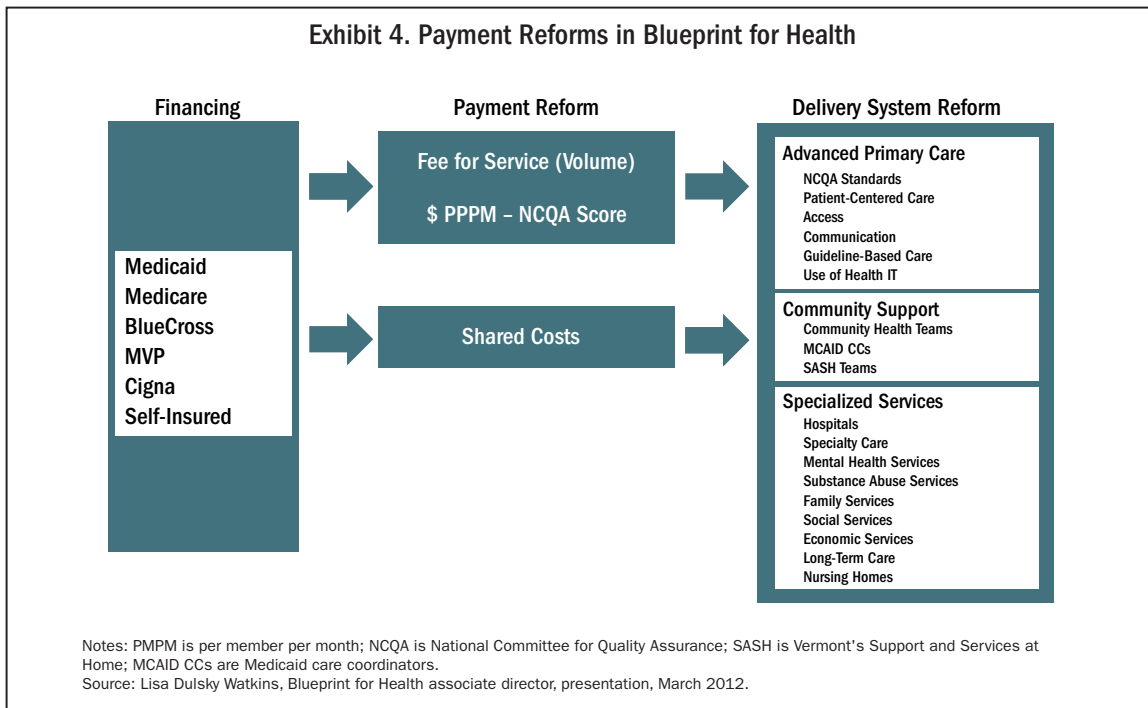 Exhibit 4. Payment Reforms in Blueprint for Health
Financing
Medicaid
Medicare
BlueCross
MVP
Cigna
Self-Insured
Payment Reform
Fee for Service (Volume)
$ PPPM – NCQA Score
Shared Costs
Delivery System Reform
Advanced Primary Care
NCQA Standards
Patient-Centered Care
Access
Communication
Guideline-Based Care
Use of Health IT
Community Support
Community Health Teams
MCAID CCs
SASH Teams
Specialized Services
Hospitals
Specialty Care
Mental Health Services
Substance Abuse Services
Family Services
Social Services
Economic Services
Long-Term Care
Nursing Homes
Notes: PMPM is per member per month; NCQA is National Committee for Quality Assurance; SASH is Vermont's Support and Services at
Home; MCAID CCs are Medicaid care coordinators.
Source: Lisa Dulsky Watkins, Blueprint for Health associate director, presentation, March 2012.